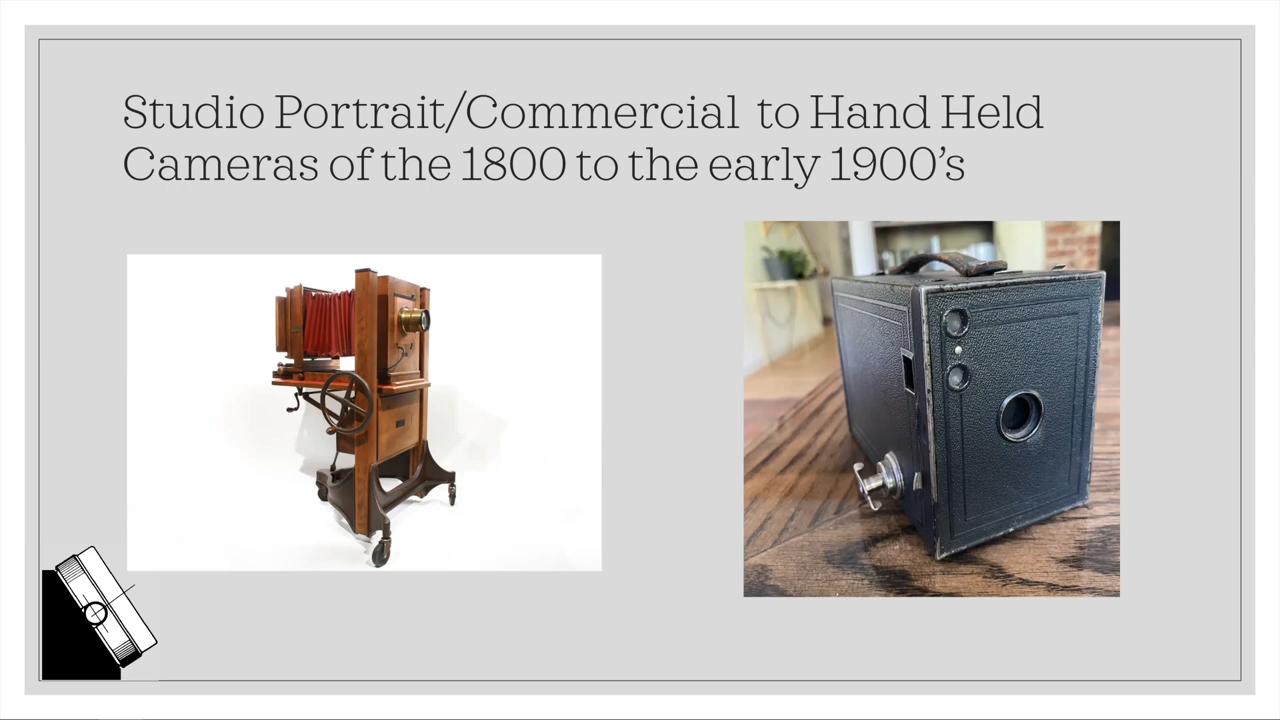 Studio Portrait/Commercial to Hand Held
Cameras of the 1800 to the early 1900’s